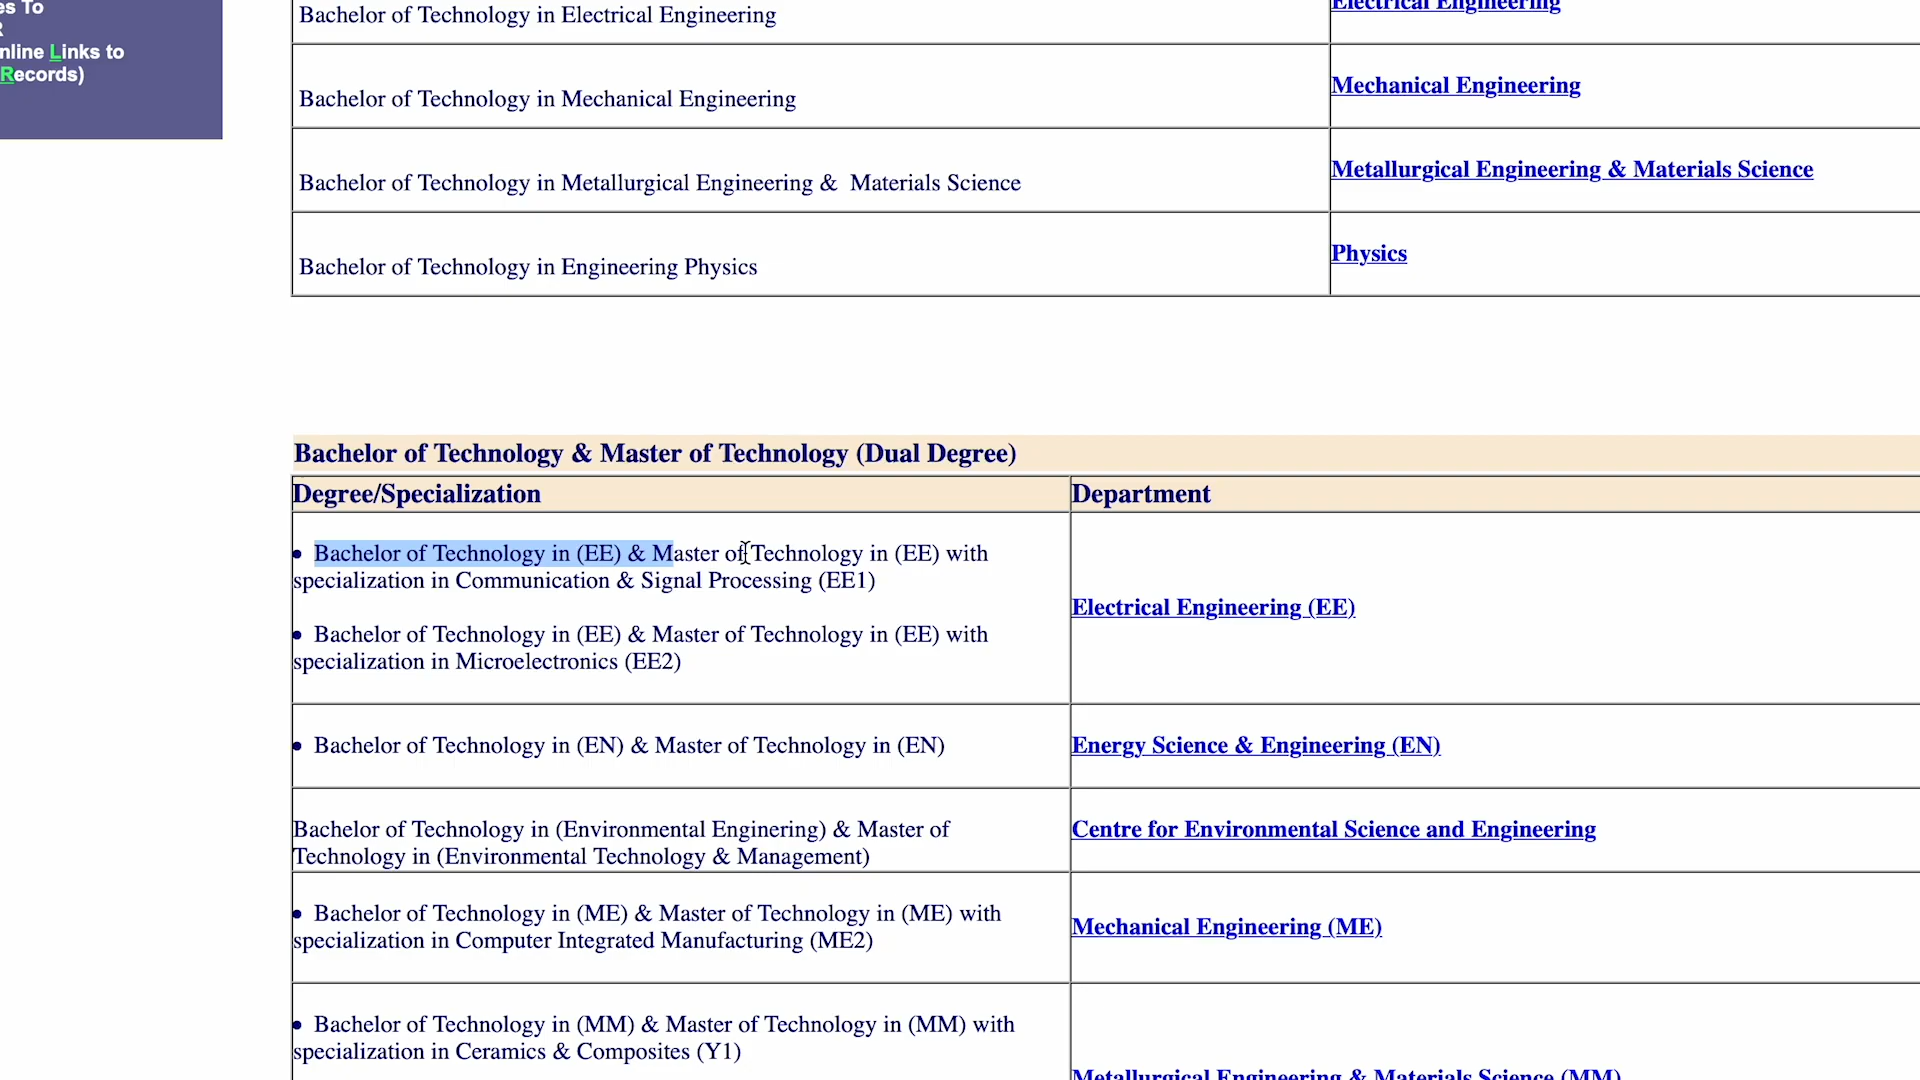 es To
nline Links to
Records)
Bachelor of Technology in Electrical Engineering
Electrical Engineering
Bachelor of Technology in Mechanical Engineering
Mechanical Engineering
Bachelor of Technology in Metallurgical Engineering & Materials Science
Metallurgical Engineering & Materials Science
Bachelor of Technology in Engineering Physics
Physics
Bachelor of Technology & Master of Technology (Dual Degree)
Degree/Specialization
Department
• Bachelor of Technology in (EE) & Master of Technology in (EE) with
specialization in Communication & Signal Processing (EE1)
• Bachelor of Technology in (EE) & Master of Technology in (EE) with
specialization in Microelectronics (EE2)
Electrical Engineering (EE)
• Bachelor of Technology in (EN) & Master of Technology in (EN)
Energy Science & Engineering (EN)
Bachelor of Technology in (Environmental Enginering) & Master of
Technology in (Environmental Technology & Management)
Centre for Environmental Science and Engineering
• Bachelor of Technology in (ME) & Master of Technology in (ME) with
specialization in Computer Integrated Manufacturing (ME2)
Mechanical Engineering (ME)
• Bachelor of Technology in (MM) & Master of Technology in (MM) with
specialization in Ceramics & Composites (Y1)
Metallurgical Engineering & Materials Science (MM)